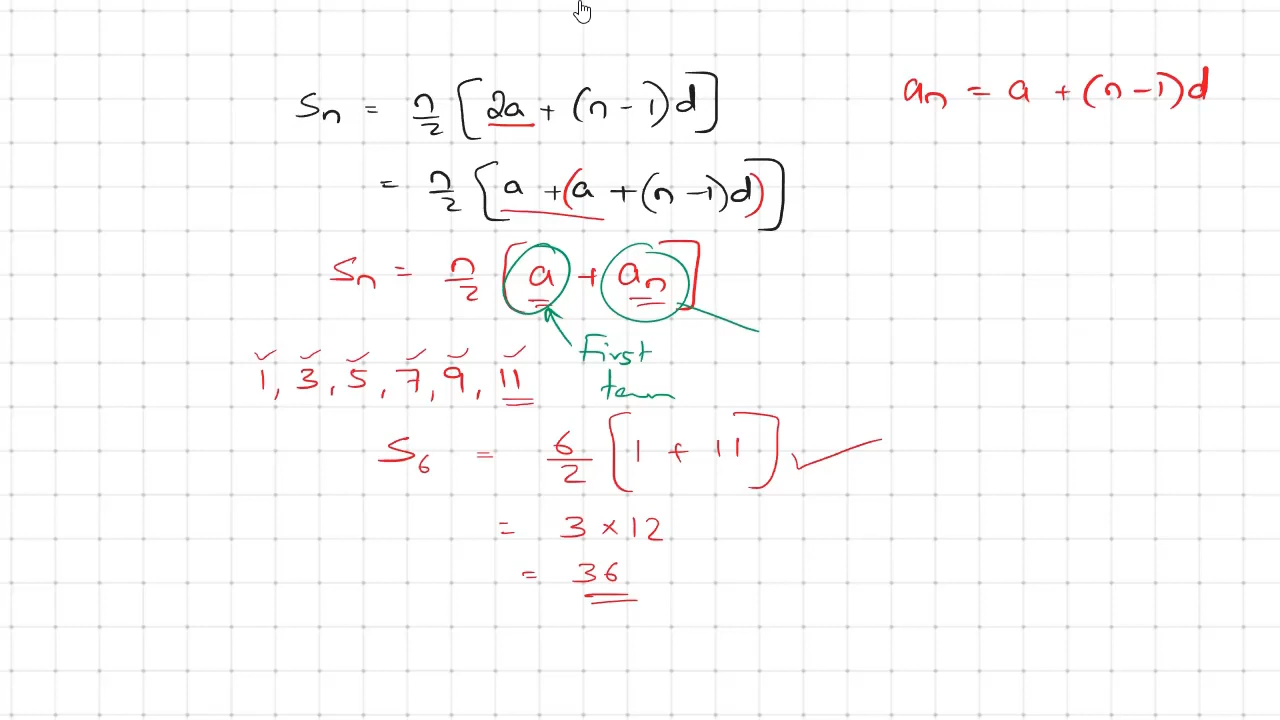 Sn = n/2 [2a + (n - 1)d]
an = a + (n - 1)d
= n/2 [a + (a + (n - 1)d)]
Sn = n/2 [a + an]
First
term
1, 3, 5, 7, 9, 11
S6 = 6/2 [1 + 11]
= 3 × 12
= 36